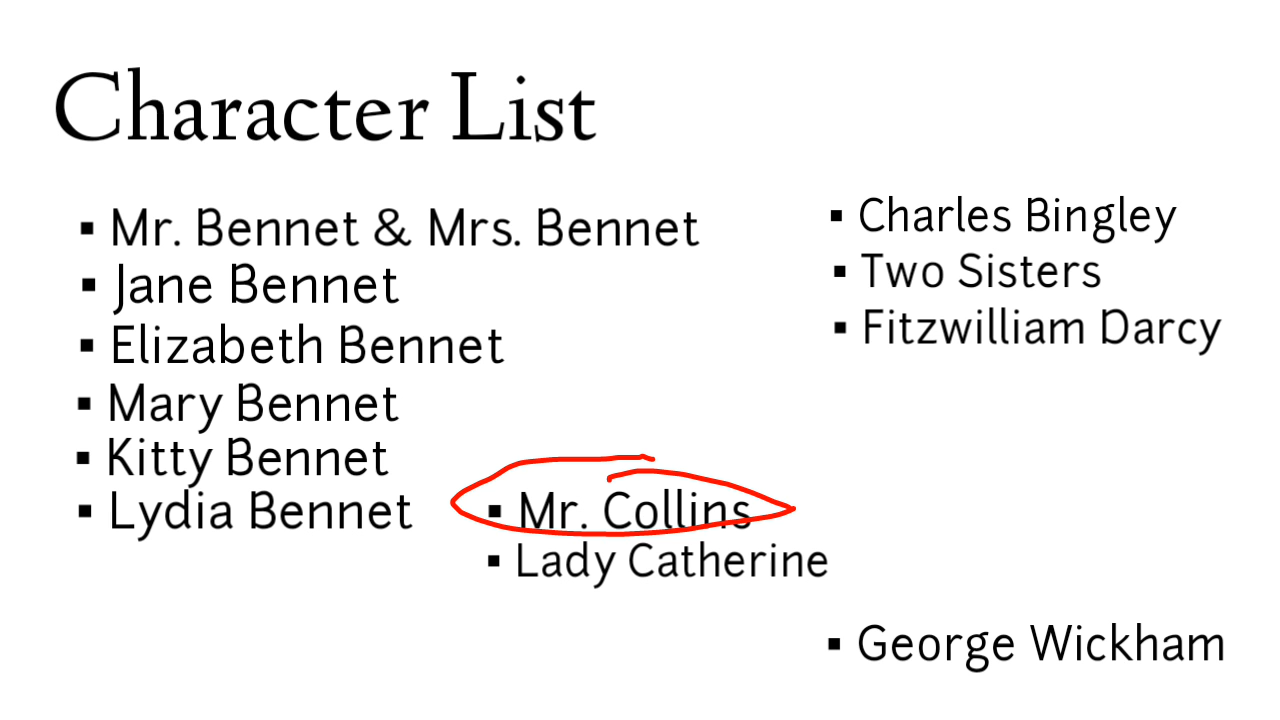 Character List
▪ Mr. Bennet & Mrs. Bennet
▪ Jane Bennet
▪ Elizabeth Bennet
▪ Mary Bennet
▪ Kitty Bennet
▪ Lydia Bennet
▪ Mr. Collins
▪ Lady Catherine
▪ Charles Bingley
▪ Two Sisters
▪ Fitzwilliam Darcy
▪ George Wickham